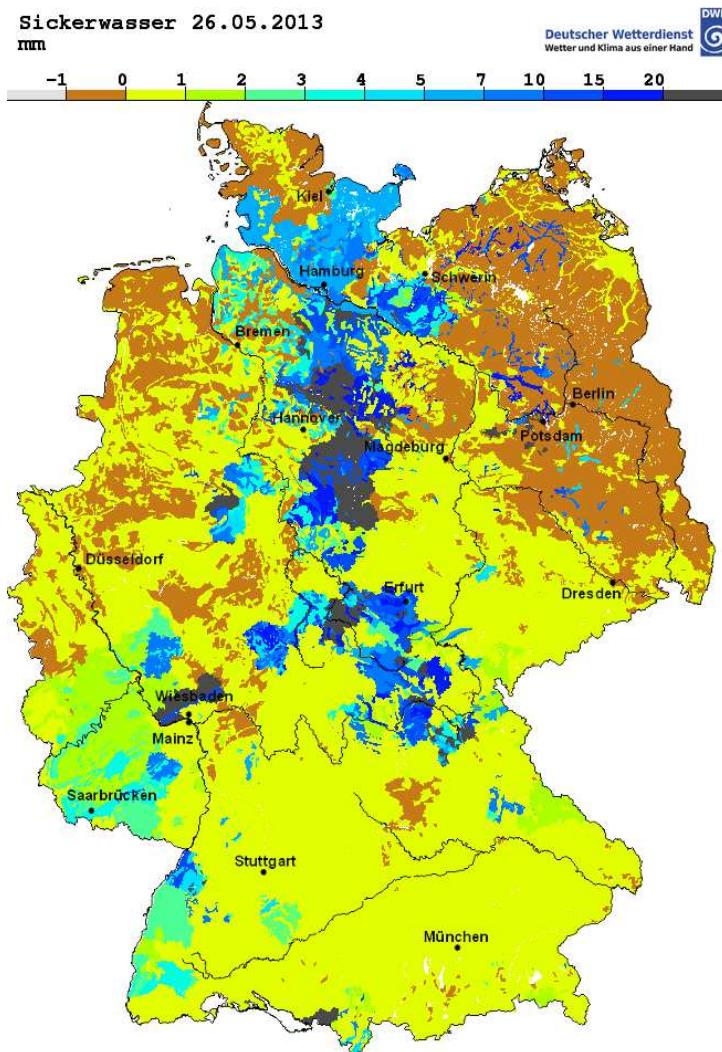 Sickerwasser 26.05.2013
mm
DWD
Deutscher Wetterdienst
Wetter und Klima aus einer Hand
-1 0 1 2 3 4 5 7 10 15 20
Kiel
Hamburg
Schwerin
Bremen
Berlin
Hannover
Potsdam
Magdeburg
Düsseldorf
Erfurt
Dresden
Wiesbaden
Mainz
Saarbrücken
Stuttgart
München